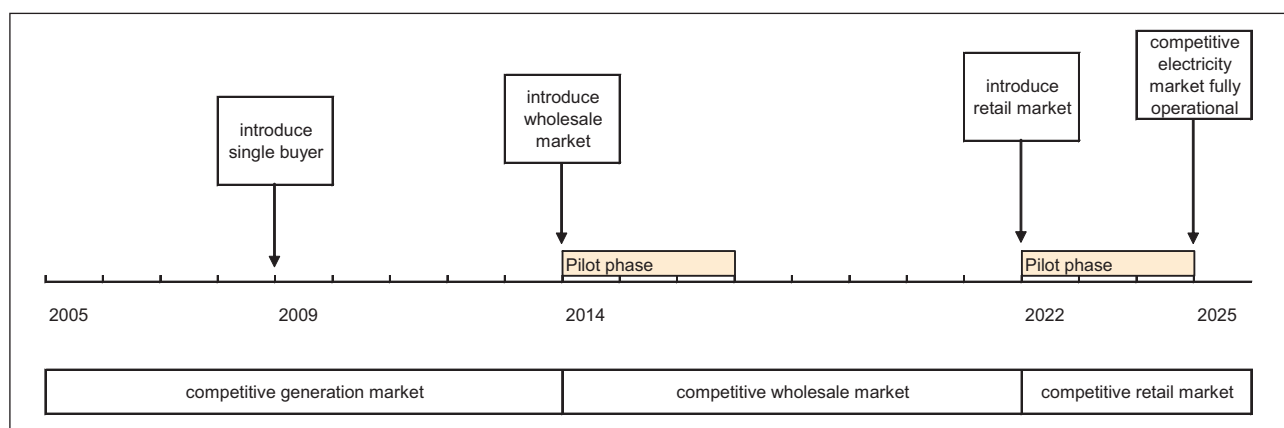 introduce
single buyer
introduce
wholesale
market
introduce
retail market
competitive
electricity
market fully
operational
Pilot phase
Pilot phase
2005
2009
2014
2022
2025
competitive generation market
competitive wholesale market
competitive retail market